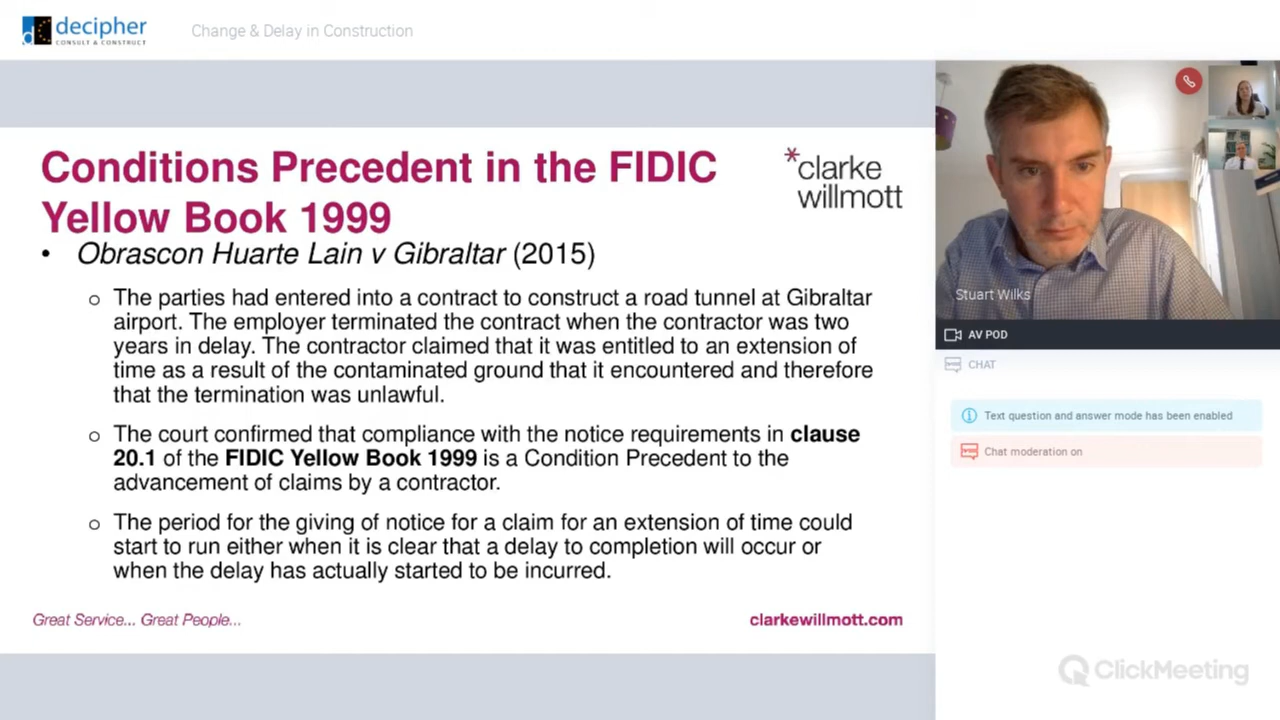 decipher
CONSULT & CONSTRUCT
Change & Delay in Construction
Conditions Precedent in the FIDIC
Yellow Book 1999
*clarke
willmott
• Obrascon Huarte Lain v Gibraltar (2015)
o The parties had entered into a contract to construct a road tunnel at Gibraltar
airport. The employer terminated the contract when the contractor was two
years in delay. The contractor claimed that it was entitled to an extension of
time as a result of the contaminated ground that it encountered and therefore
that the termination was unlawful.
o The court confirmed that compliance with the notice requirements in clause
20.1 of the FIDIC Yellow Book 1999 is a Condition Precedent to the
advancement of claims by a contractor.
o The period for the giving of notice for a claim for an extension of time could
start to run either when it is clear that a delay to completion will occur or
when the delay has actually started to be incurred.
Great Service... Great People...
clarkewillmott.com
Stuart Wilks
AV POD
CHAT
Text question and answer mode has been enabled
Chat moderation on
ClickMeeting